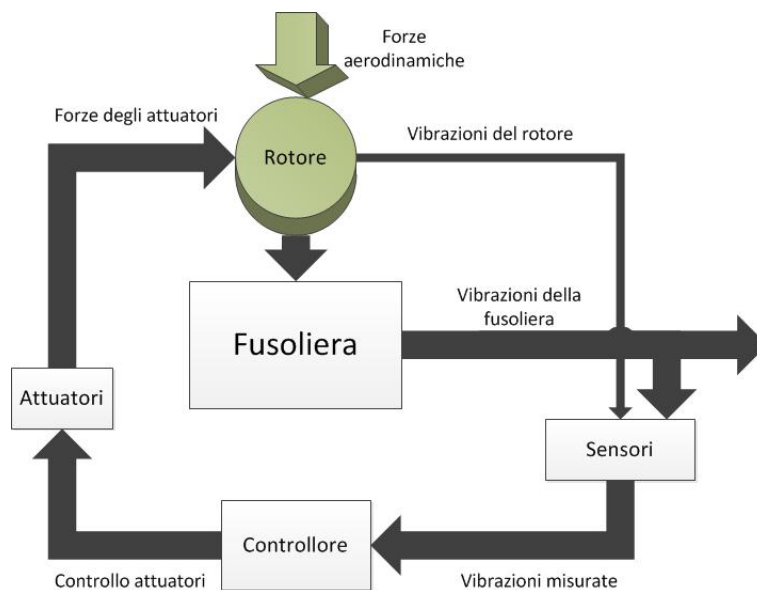 Forze
aerodinamiche
Forze degli attuatori
Vibrazioni del rotore
Rotore
Vibrazioni della
fusoliera
Fusoliera
Attuatori
Sensori
Controllore
Controllo attuatori
Vibrazioni misurate